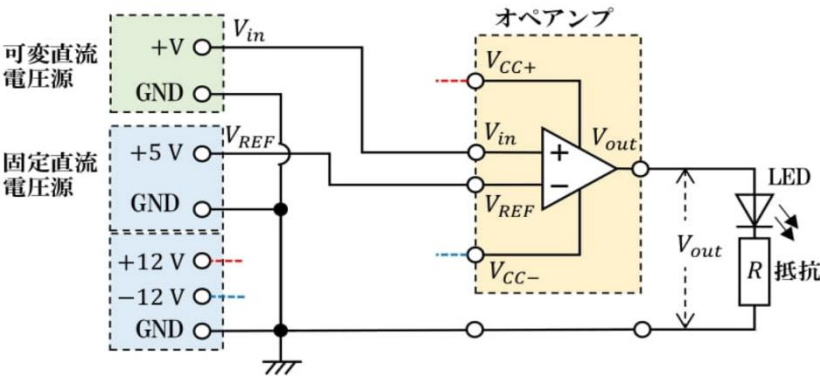 オペアンプ
可変直流
電圧源
+V
V_in
GND
V_CC+
固定直流
電圧源
+5 V
V_REF
GND
V_in
V_out
V_REF
LED
+12 V
−12 V
GND
V_CC−
V_out
R
抵抗